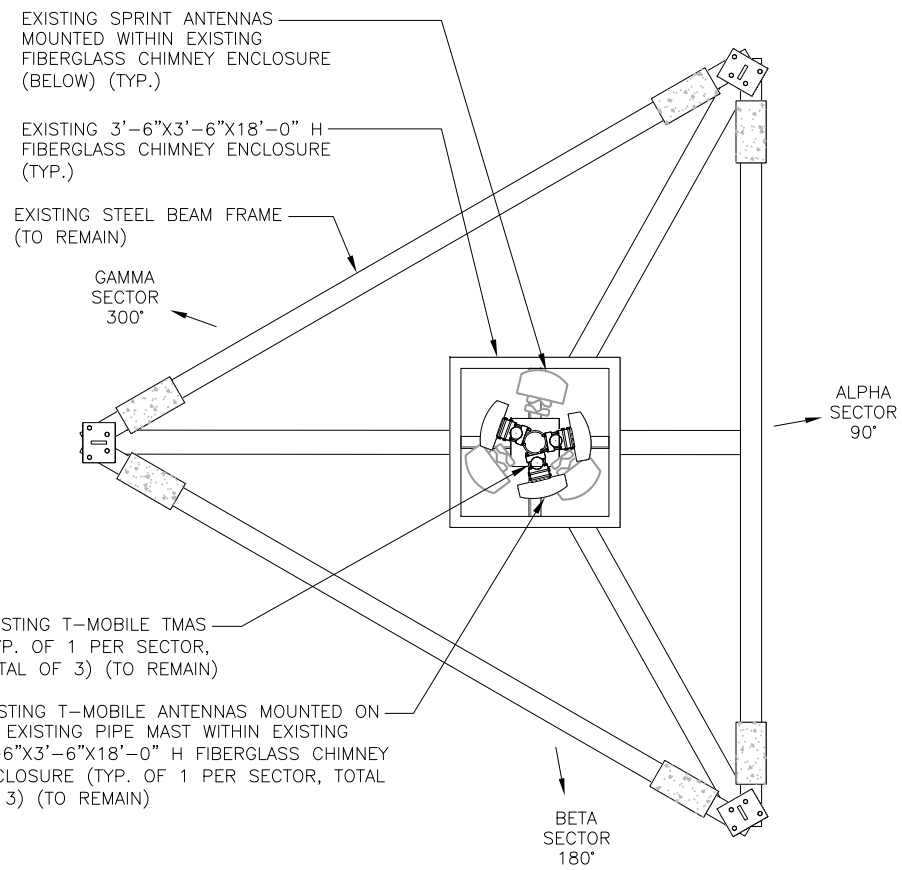 EXISTING SPRINT ANTENNAS
MOUNTED WITHIN EXISTING
FIBERGLASS CHIMNEY ENCLOSURE
(BELOW) (TYP.)
EXISTING 3'-6"X3'-6"X18'-0" H
FIBERGLASS CHIMNEY ENCLOSURE
(TYP.)
EXISTING STEEL BEAM FRAME
(TO REMAIN)
GAMMA
SECTOR
300°
ALPHA
SECTOR
90°
ISTING T-MOBILE TMAS
YP. OF 1 PER SECTOR,
TAL OF 3) (TO REMAIN)
STING T-MOBILE ANTENNAS MOUNTED ON
EXISTING PIPE MAST WITHIN EXISTING
-6"X3'-6"X18'-0" H FIBERGLASS CHIMNEY
CLOSURE (TYP. OF 1 PER SECTOR, TOTAL
3) (TO REMAIN)
BETA
SECTOR
180°